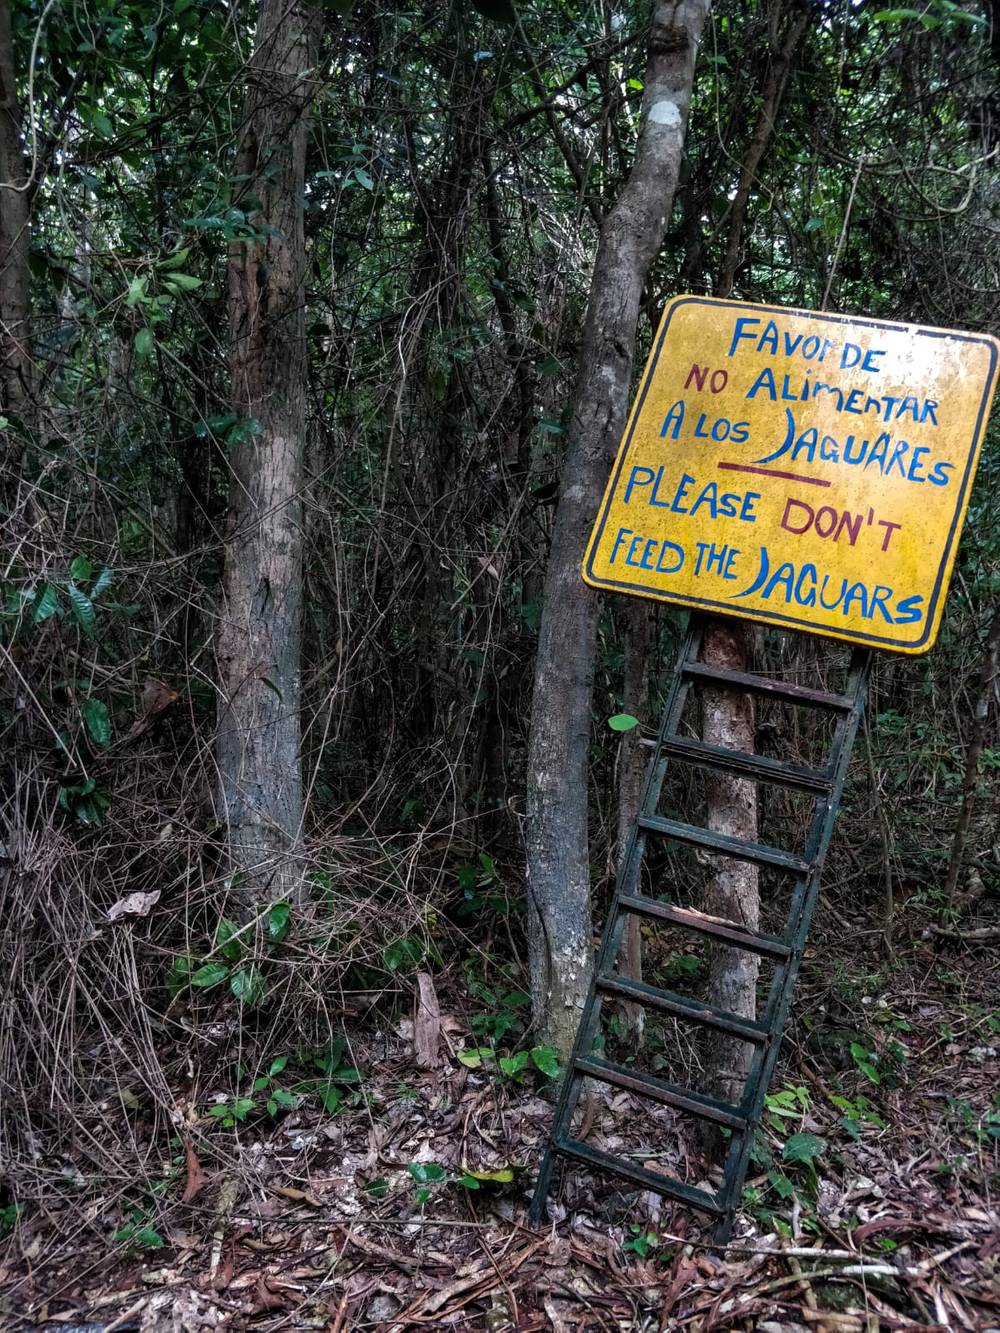 FAVOR DE
NO ALIMENTAR
A LOS JAGUARES
PLEASE DON'T
FEED THE JAGUARS